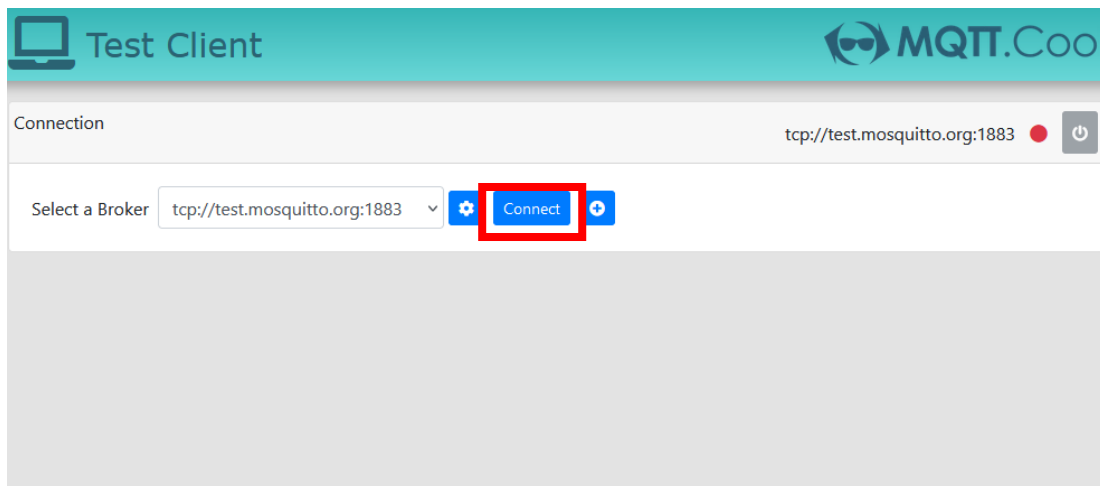 Test Client
MQTT.Coo
Connection
tcp://test.mosquitto.org:1883
Select a Broker
tcp://test.mosquitto.org:1883
Connect